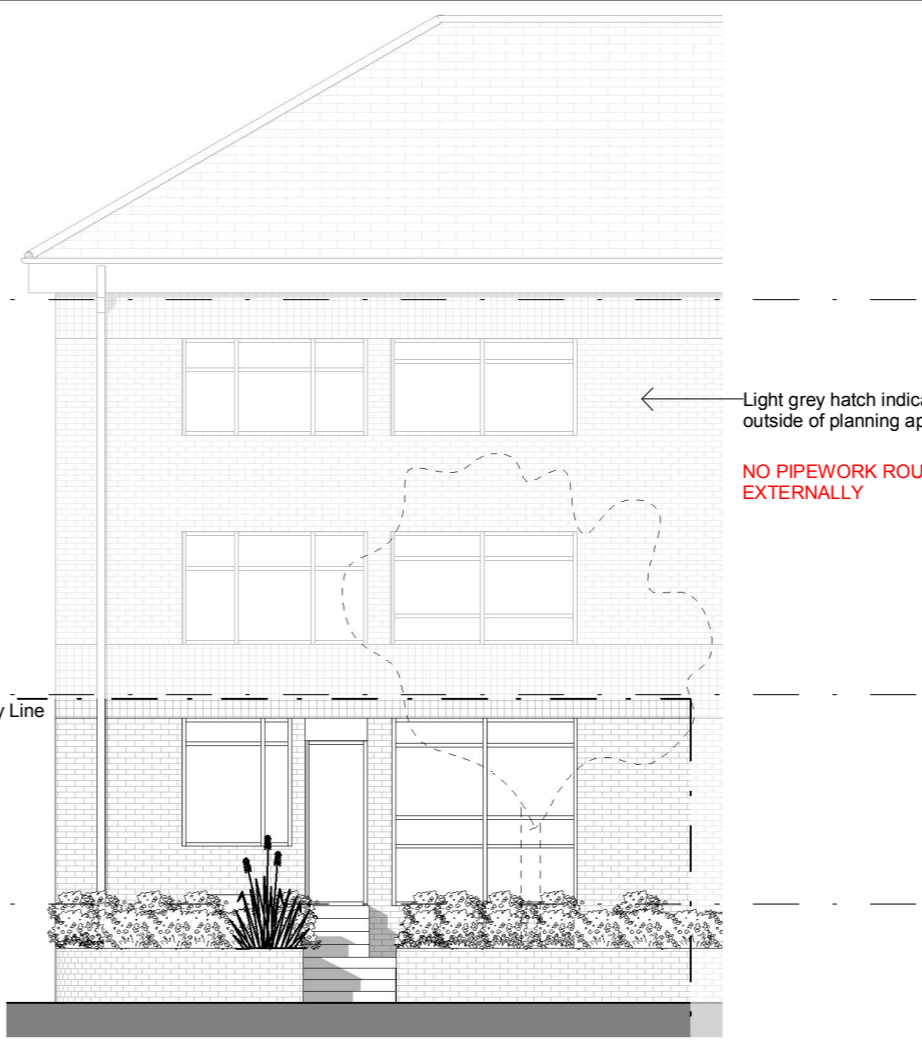 Light grey hatch indica
outside of planning ap
NO PIPEWORK ROU
EXTERNALLY
y Line